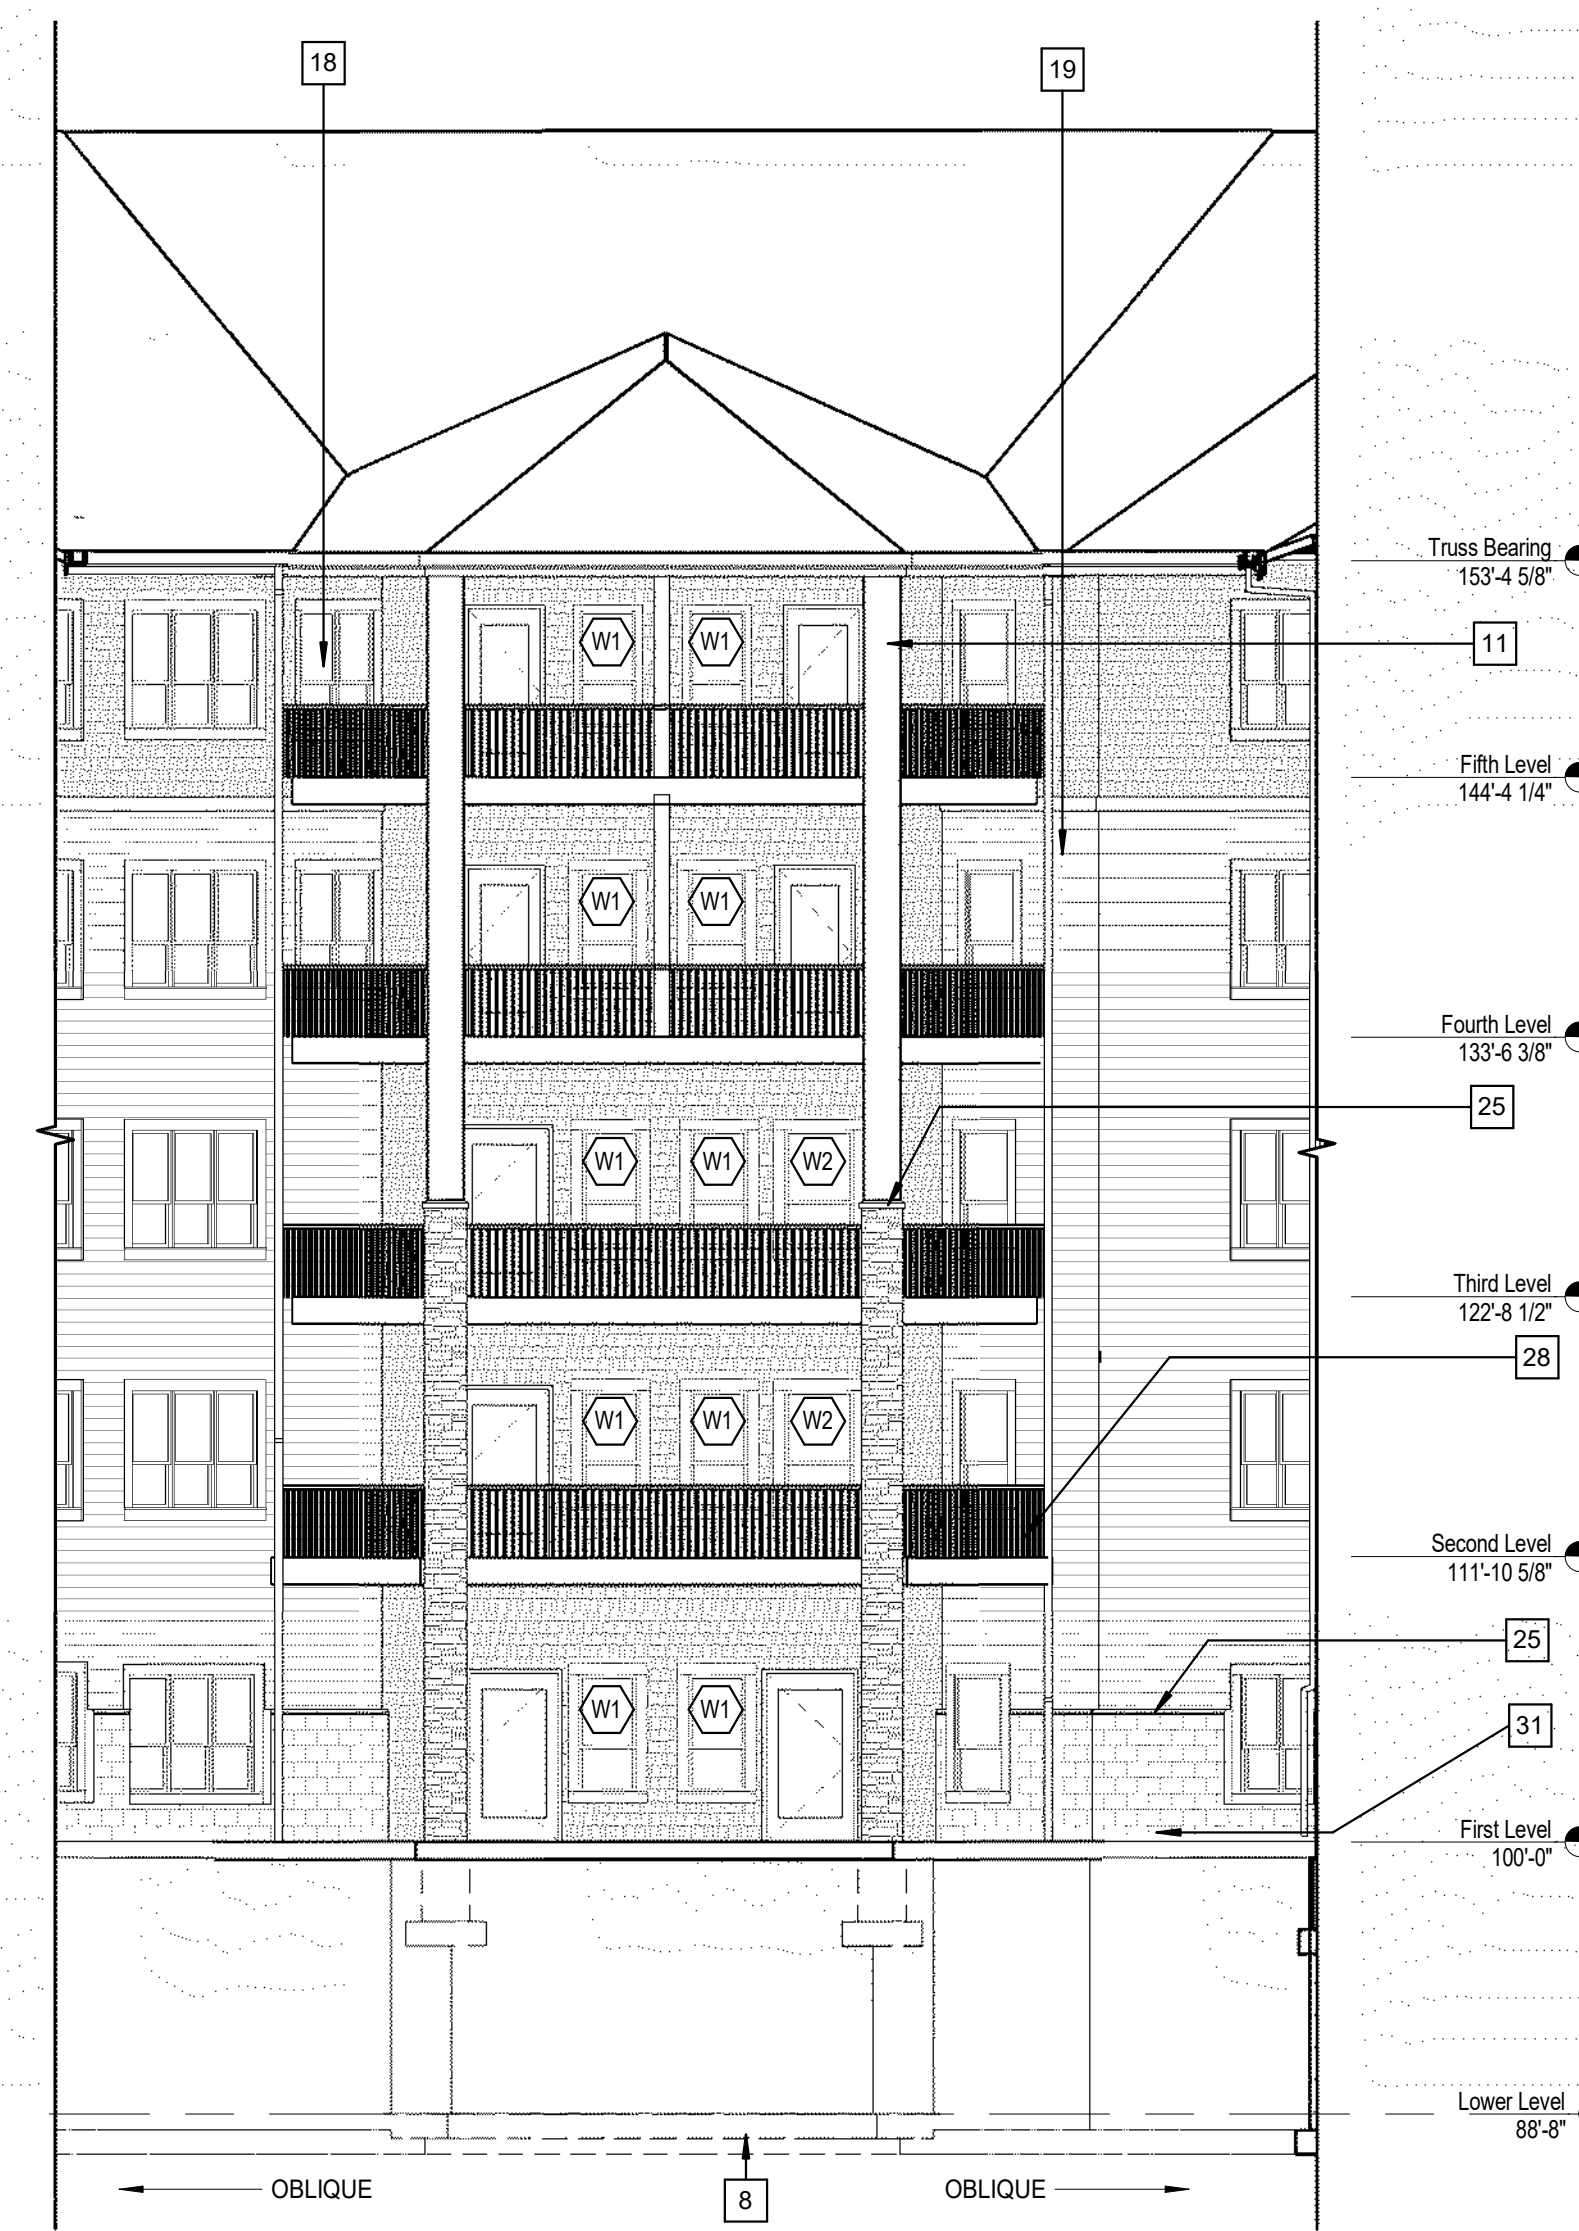 18
19
Truss Bearing
153'-4 5/8"
W1 W1
11
Fifth Level
144'-4 1/4"
W1 W1
Fourth Level
133'-6 3/8"
25
W1 W1 W2
Third Level
122'-8 1/2"
28
W1 W1 W2
Second Level
111'-10 5/8"
25
W1 W1
31
First Level
100'-0"
Lower Level
88'-8"
OBLIQUE
8
OBLIQUE